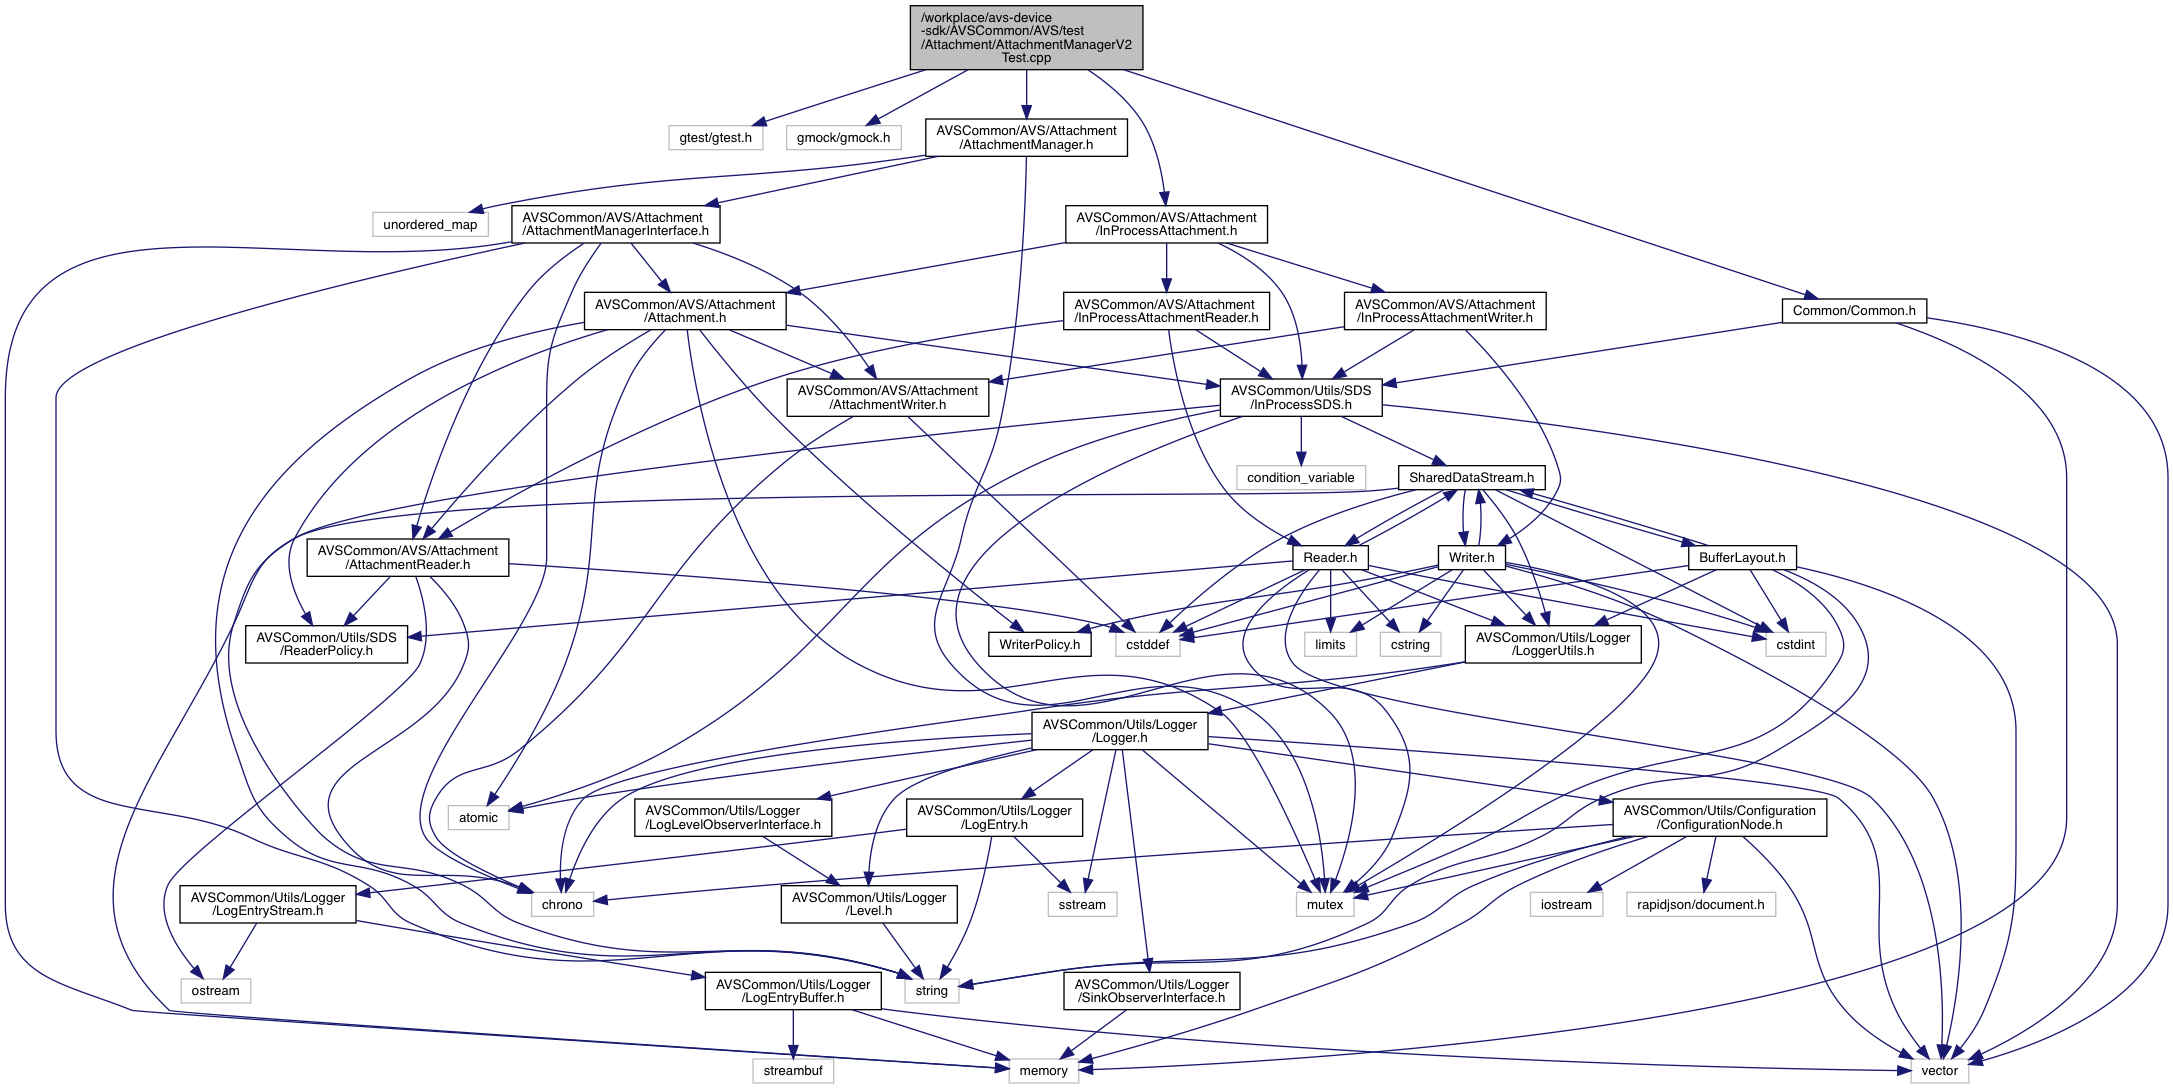 /workplace/avs-device
-sdk/AVSCommon/AVS/test
/Attachment/AttachmentManagerV2
Test.cpp
gtest/gtest.h
gmock/gmock.h
AVSCommon/AVS/Attachment
/AttachmentManager.h
unordered_map
AVSCommon/AVS/Attachment
/AttachmentManagerInterface.h
AVSCommon/AVS/Attachment
/InProcessAttachment.h
AVSCommon/AVS/Attachment
/Attachment.h
AVSCommon/AVS/Attachment
/InProcessAttachmentReader.h
AVSCommon/AVS/Attachment
/InProcessAttachmentWriter.h
Common/Common.h
AVSCommon/AVS/Attachment
/AttachmentWriter.h
AVSCommon/Utils/SDS
/InProcessSDS.h
condition_variable
SharedDataStream.h
AVSCommon/AVS/Attachment
/AttachmentReader.h
Reader.h
Writer.h
BufferLayout.h
AVSCommon/Utils/SDS
/ReaderPolicy.h
WriterPolicy.h
cstddef
limits
cstring
AVSCommon/Utils/Logger
/LoggerUtils.h
cstdint
AVSCommon/Utils/Logger
/Logger.h
atomic
AVSCommon/Utils/Logger
/LogLevelObserverInterface.h
AVSCommon/Utils/Logger
/LogEntry.h
AVSCommon/Utils/Configuration
/ConfigurationNode.h
AVSCommon/Utils/Logger
/LogEntryStream.h
chrono
AVSCommon/Utils/Logger
/Level.h
sstream
mutex
iostream
rapidjson/document.h
ostream
AVSCommon/Utils/Logger
/LogEntryBuffer.h
string
AVSCommon/Utils/Logger
/SinkObserverInterface.h
streambuf
memory
vector